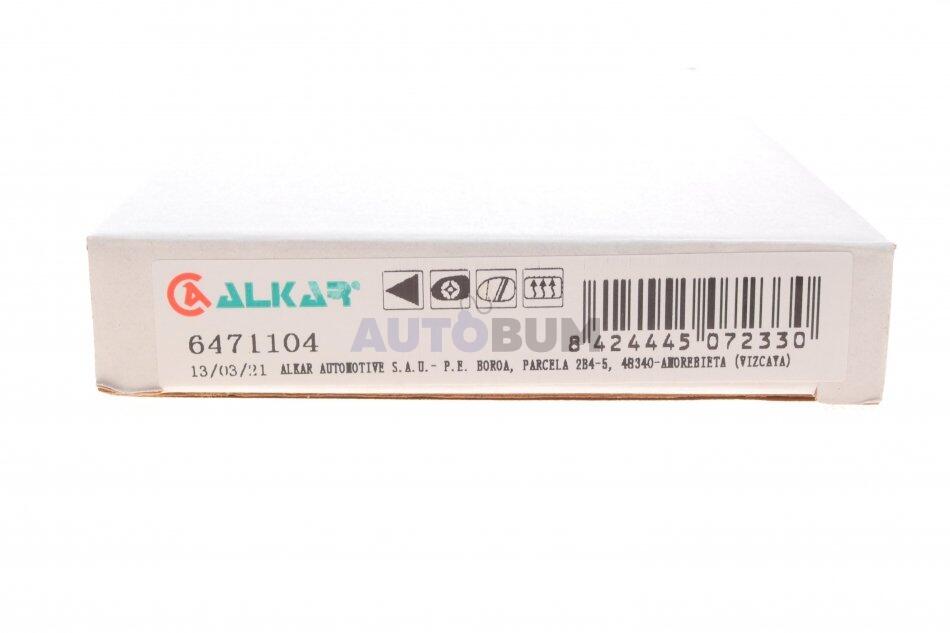 ALKAR
6471104
8 424445 072330
13/03/21 ALKAR AUTOMOTIVE S.A.U.- P.E. BOROA, PARCELA 2B4-5, 48340-AMOREBIETA (VIZCAYA)
AUTOBUM